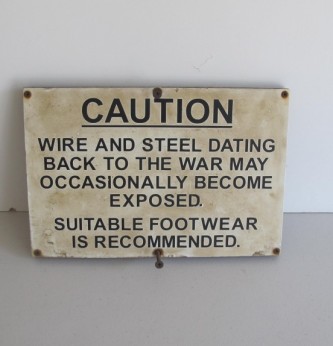 CAUTION
WIRE AND STEEL DATING
BACK TO THE WAR MAY
OCCASIONALLY BECOME
EXPOSED.
SUITABLE FOOTWEAR
IS RECOMMENDED.